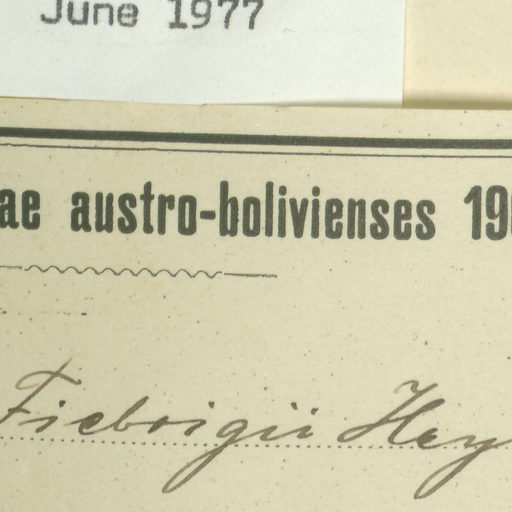 June 1977
ae austro-bolivienses 19
Fiebrigii Hey